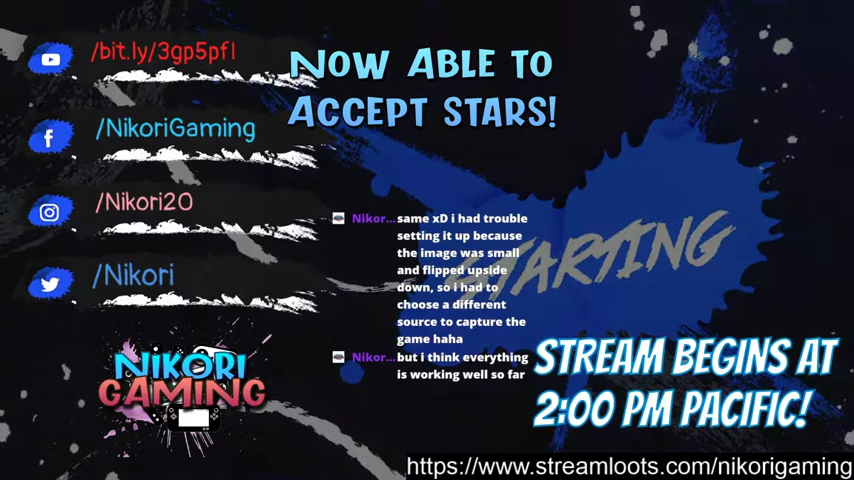 /bit.ly/3gp5pfl
/NikoriGaming
/Nikori20
/Nikori
NIKORI
GAMING
NOW ABLE TO
ACCEPT STARS!
Nikor... same xD i had trouble
setting it up because
the image was small
and flipped upside
down, so i had to
choose a different
source to capture the
game haha
Nikor... but i think everything
is working well so far
STARTING
STREAM BEGINS AT
2:00 PM PACIFIC!
https://www.streamloots.com/nikorigaming